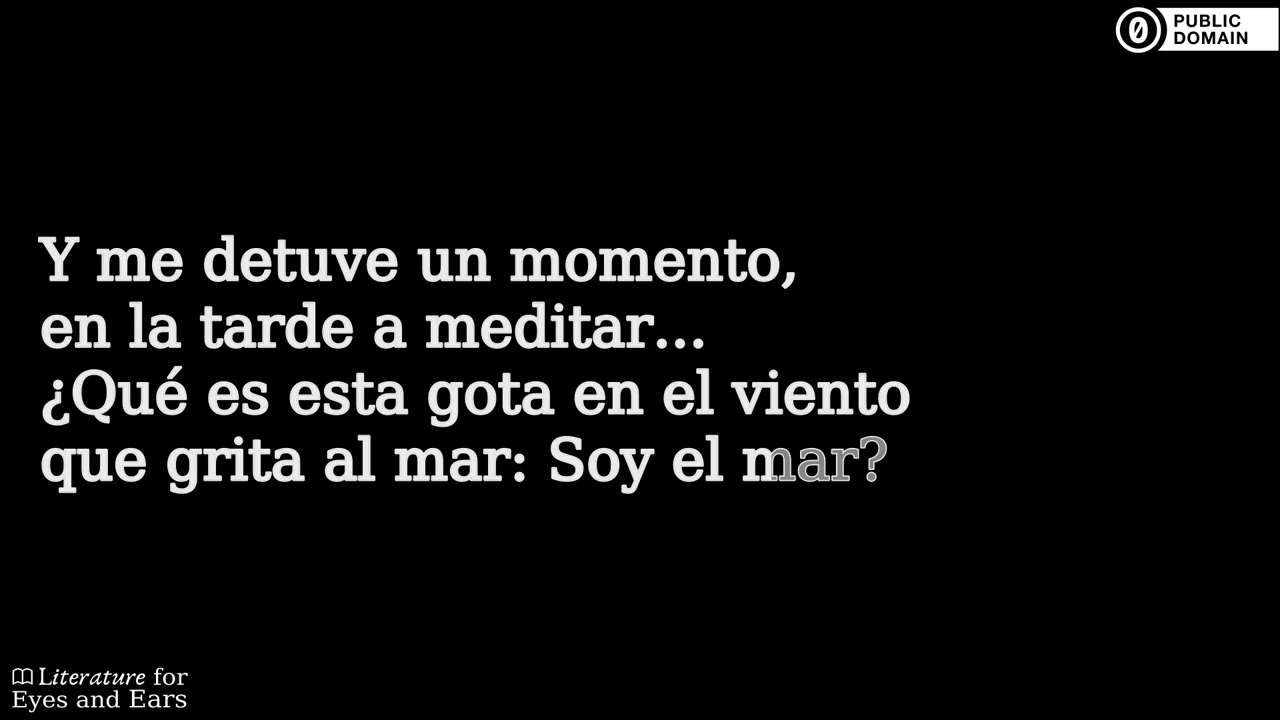 PUBLIC
DOMAIN
Y me detuve un momento,
en la tarde a meditar...
¿Qué es esta gota en el viento
que grita al mar: Soy el mar?
Literature for
Eyes and Ears